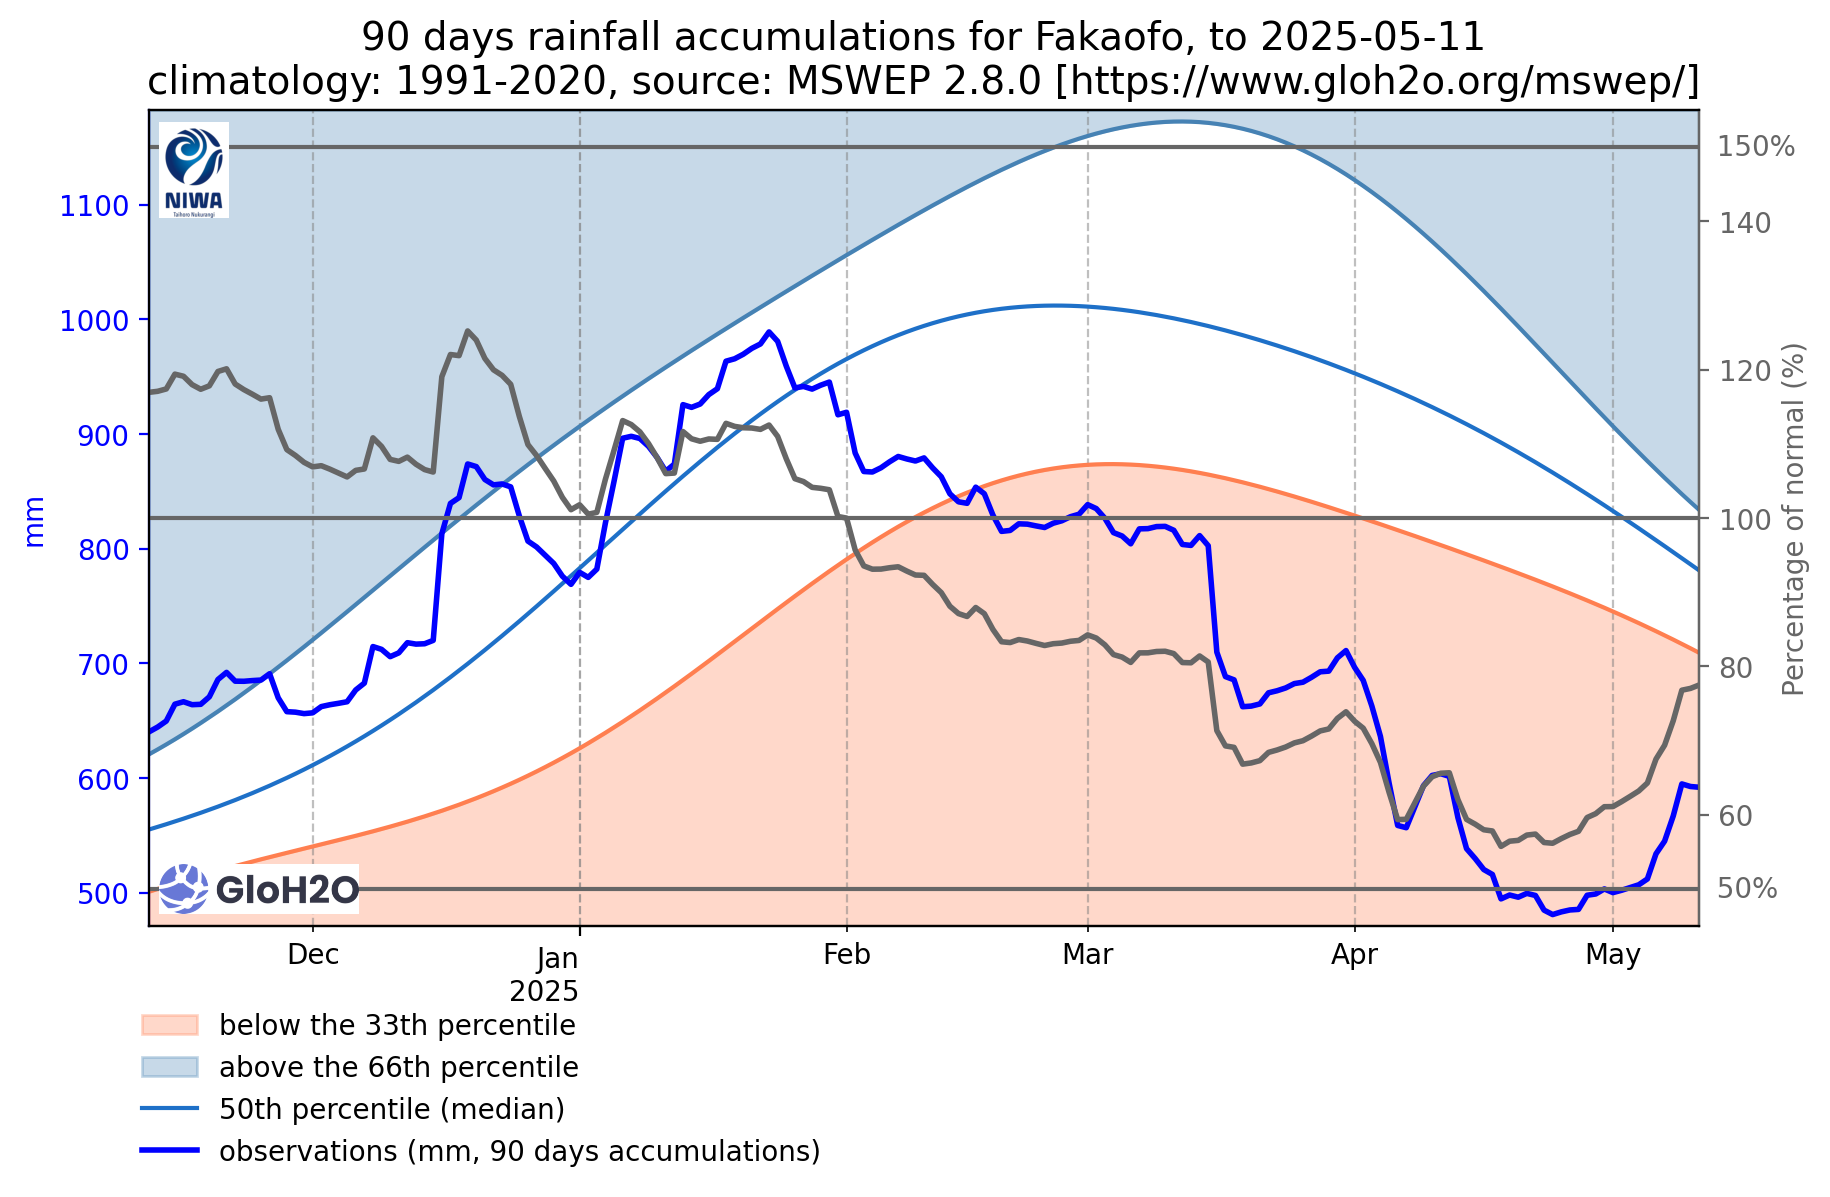 90 days rainfall accumulations for Fakaofo, to 2025-05-11
climatology: 1991-2020, source: MSWEP 2.8.0 [https://www.gloh2o.org/mswep/]
NIWA
Taihoro Nukurangi
1100
1000
900
800
700
600
500
mm
150%
140
120
100
80
60
50%
Percentage of normal (%)
GloH2O
Dec
Jan
2025
Feb
Mar
Apr
May
below the 33th percentile
above the 66th percentile
50th percentile (median)
observations (mm, 90 days accumulations)